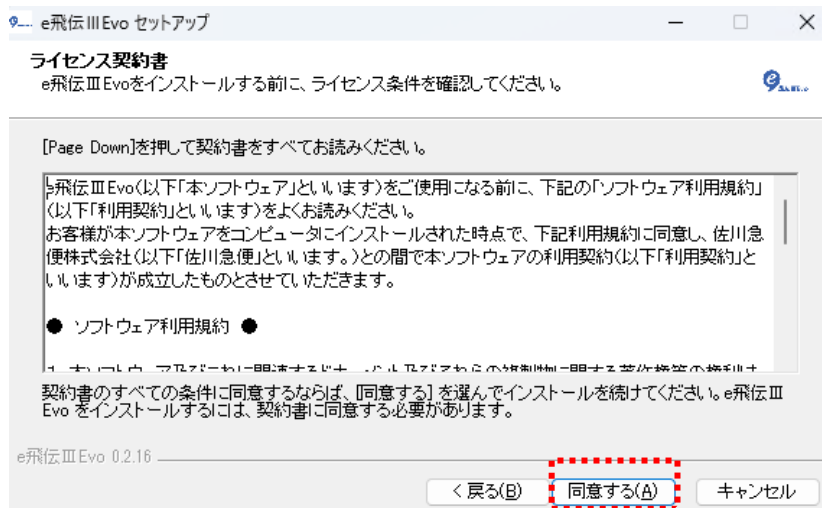 e飛伝ⅢEvo セットアップ
ライセンス契約書
e飛伝ⅢEvoをインストールする前に、ライセンス条件を確認してください。
[Page Down]を押して契約書をすべてお読みください。
e飛伝ⅢEvo(以下「本ソフトウェア」といいます)をご使用になる前に、下記の「ソフトウェア利用規約」
(以下「利用契約」といいます)をよくお読みください。
お客様が本ソフトウェアをコンピュータにインストールされた時点で、下記利用規約に同意し、佐川急
便株式会社(以下「佐川急便」といいます。)との間で本ソフトウェアの利用契約(以下「利用契約」と
いいます)が成立したものとさせていただきます。
● ソフトウェア利用規約 ●
契約書のすべての条件に同意するならば、[同意する] を選んでインストールを続けてください。e飛伝Ⅲ
Evo をインストールするには、契約書に同意する必要があります。
e飛伝ⅢEvo 0.2.16
< 戻る(B)
同意する(A)
キャンセル